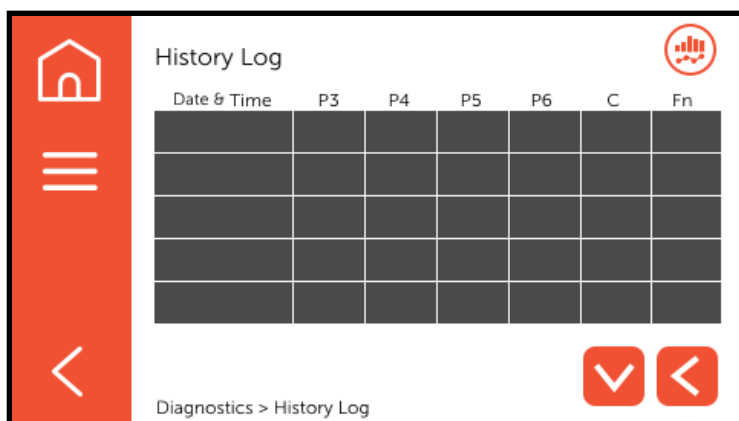 History Log
Date & Time P3 P4 P5 P6 C Fn
Diagnostics > History Log